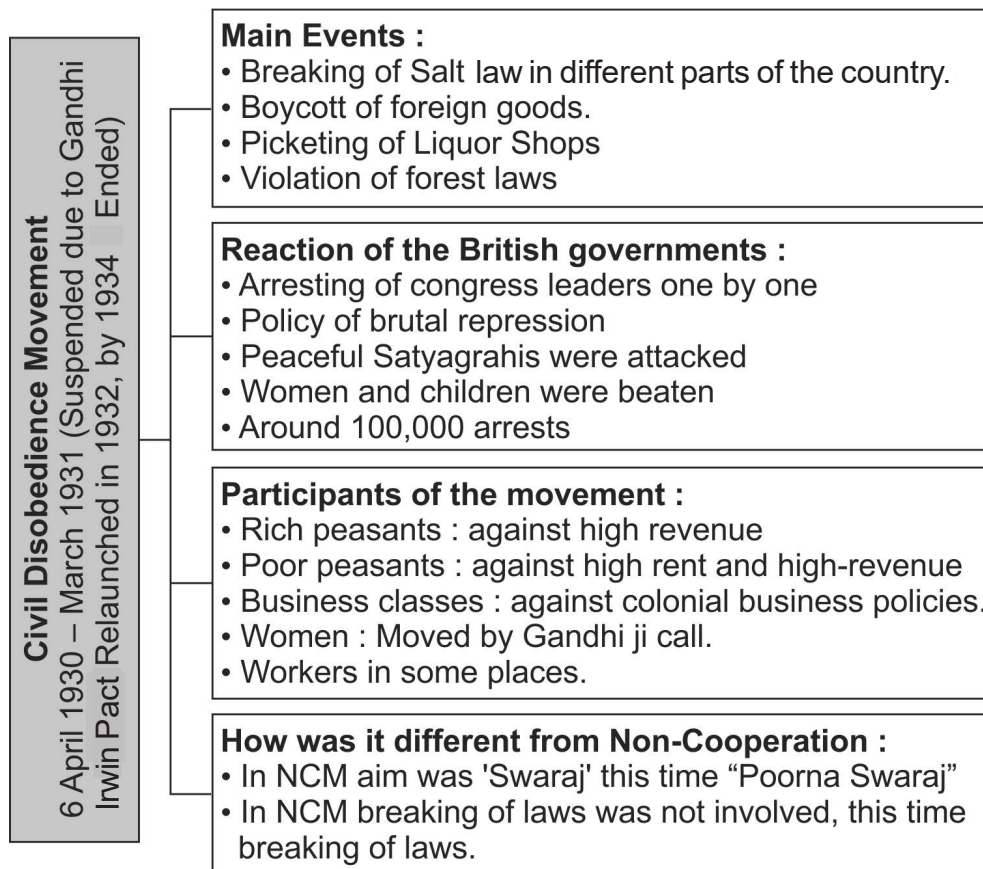 Civil Disobedience Movement
6 April 1930 – March 1931 (Suspended due to Gandhi
Irwin Pact Relaunched in 1932, by 1934 Ended)
Main Events :
• Breaking of Salt law in different parts of the country.
• Boycott of foreign goods.
• Picketing of Liquor Shops
• Violation of forest laws
Reaction of the British governments :
• Arresting of congress leaders one by one
• Policy of brutal repression
• Peaceful Satyagrahis were attacked
• Women and children were beaten
• Around 100,000 arrests
Participants of the movement :
• Rich peasants : against high revenue
• Poor peasants : against high rent and high-revenue
• Business classes : against colonial business policies.
• Women : Moved by Gandhi ji call.
• Workers in some places.
How was it different from Non-Cooperation :
• In NCM aim was 'Swaraj' this time “Poorna Swaraj”
• In NCM breaking of laws was not involved, this time
breaking of laws.